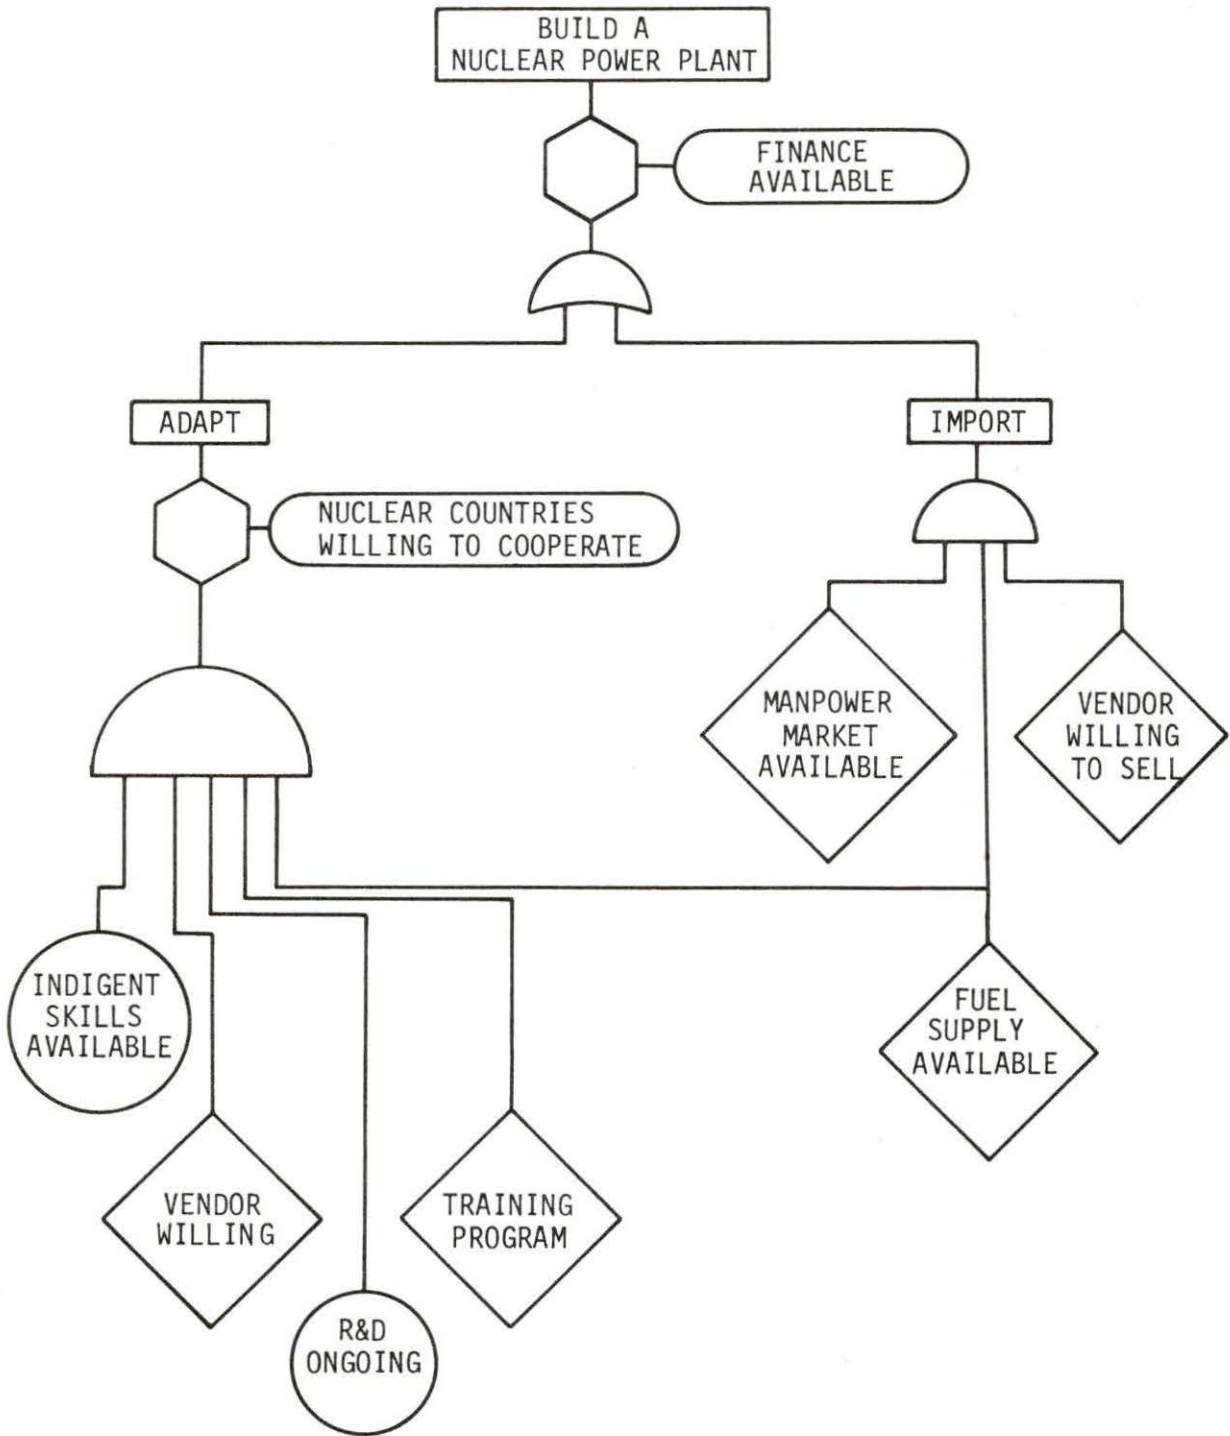 BUILD A
NUCLEAR POWER PLANT
FINANCE
AVAILABLE
ADAPT
IMPORT
NUCLEAR COUNTRIES
WILLING TO COOPERATE
MANPOWER
MARKET
AVAILABLE
VENDOR
WILLING
TO SELL
INDIGENT
SKILLS
AVAILABLE
FUEL
SUPPLY
AVAILABLE
VENDOR
WILLING
TRAINING
PROGRAM
R&D
ONGOING